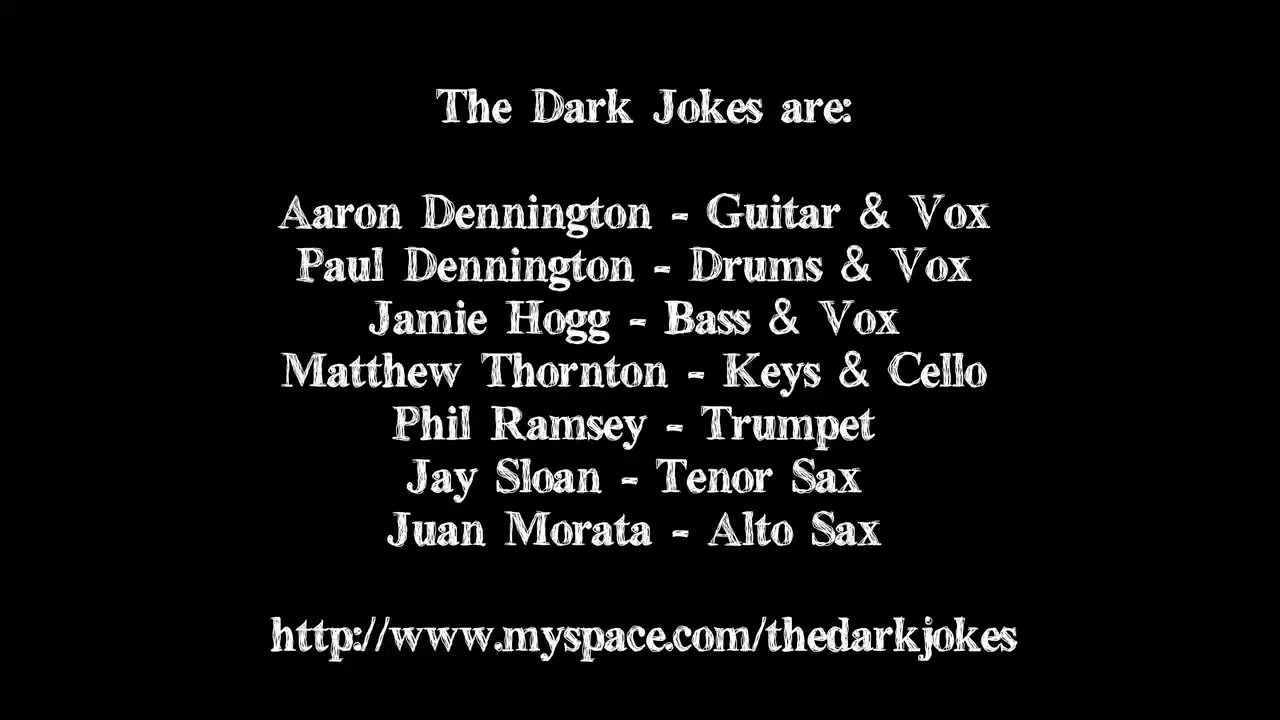 The Dark Jokes are:
Aaron Dennington - Guitar & Vox
Paul Dennington - Drums & Vox
Jamie Hogg - Bass & Vox
Matthew Thornton - Keys & Cello
Phil Ramsey - Trumpet
Jay Sloan - Tenor Sax
Juan Morata - Alto Sax
http://www.myspace.com/thedarkjokes